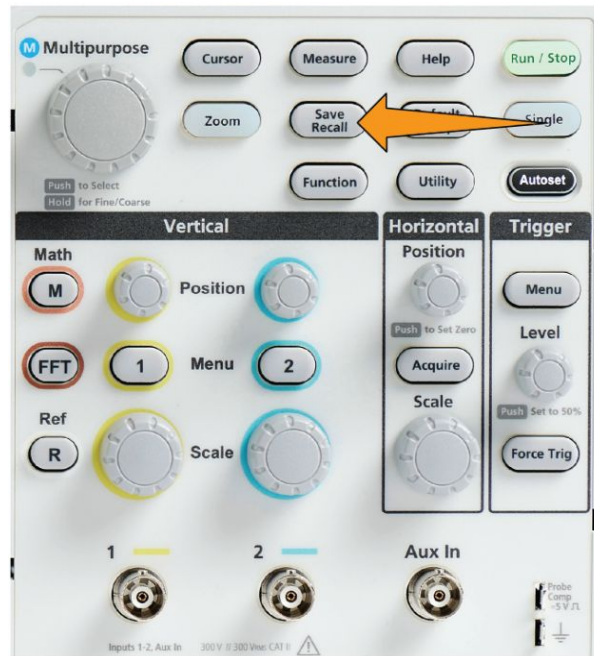 M Multipurpose
Cursor
Measure
Help
Run / Stop
Zoom
Save
Recall
Single
Push to Select
Hold for Fine/Coarse
Function
Utility
Autoset
Vertical
Horizontal
Trigger
Math
M
Position
Position
Push to Set Zero
Menu
Level
FFT
1
Menu
2
Acquire
Push Set to 50%
Ref
R
Scale
Scale
Force Trig
1
2
Aux In
Probe
Comp
~5 V
Inputs 1-2, Aux In 300 V II 300 Vrms CAT II